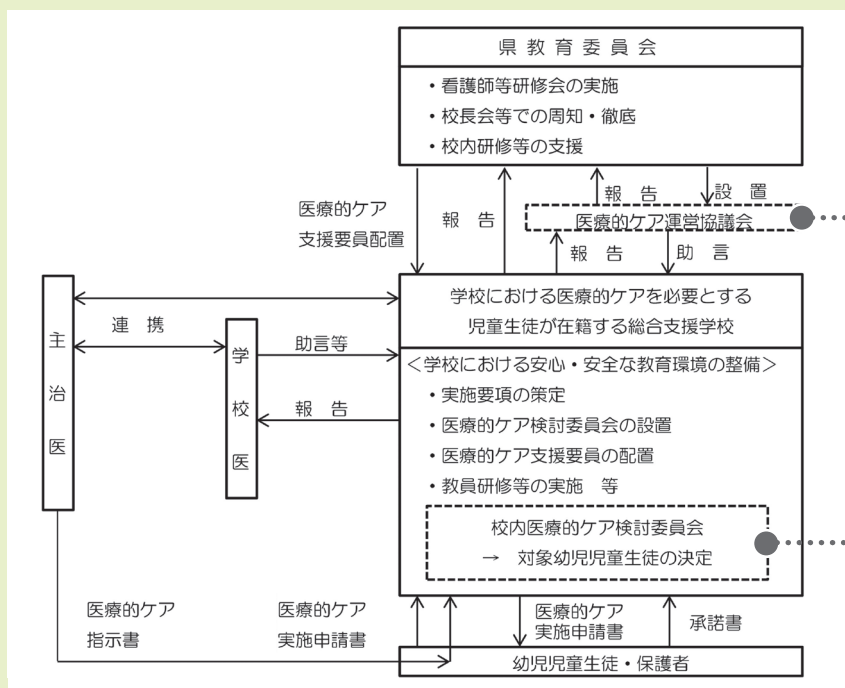 県教育委員会
・看護師等研修会の実施
・校長会等での周知・徹底
・校内研修等の支援
医療的ケア
支援要員配置
報　告
報　告
設　置
医療的ケア運営協議会
報　告
助　言
学校における医療的ケアを必要とする
児童生徒が在籍する総合支援学校
＜学校における安心・安全な教育環境の整備＞
・実施要項の策定
・医療的ケア検討委員会の設置
・医療的ケア支援要員の配置
・教員研修等の実施　等
校内医療的ケア検討委員会
→　対象幼児児童生徒の決定
主治医
連　携
学校医
助言等
報　告
医療的ケア
指示書
医療的ケア
実施申請書
医療的ケア
実施申請書
承諾書
幼児児童生徒・保護者